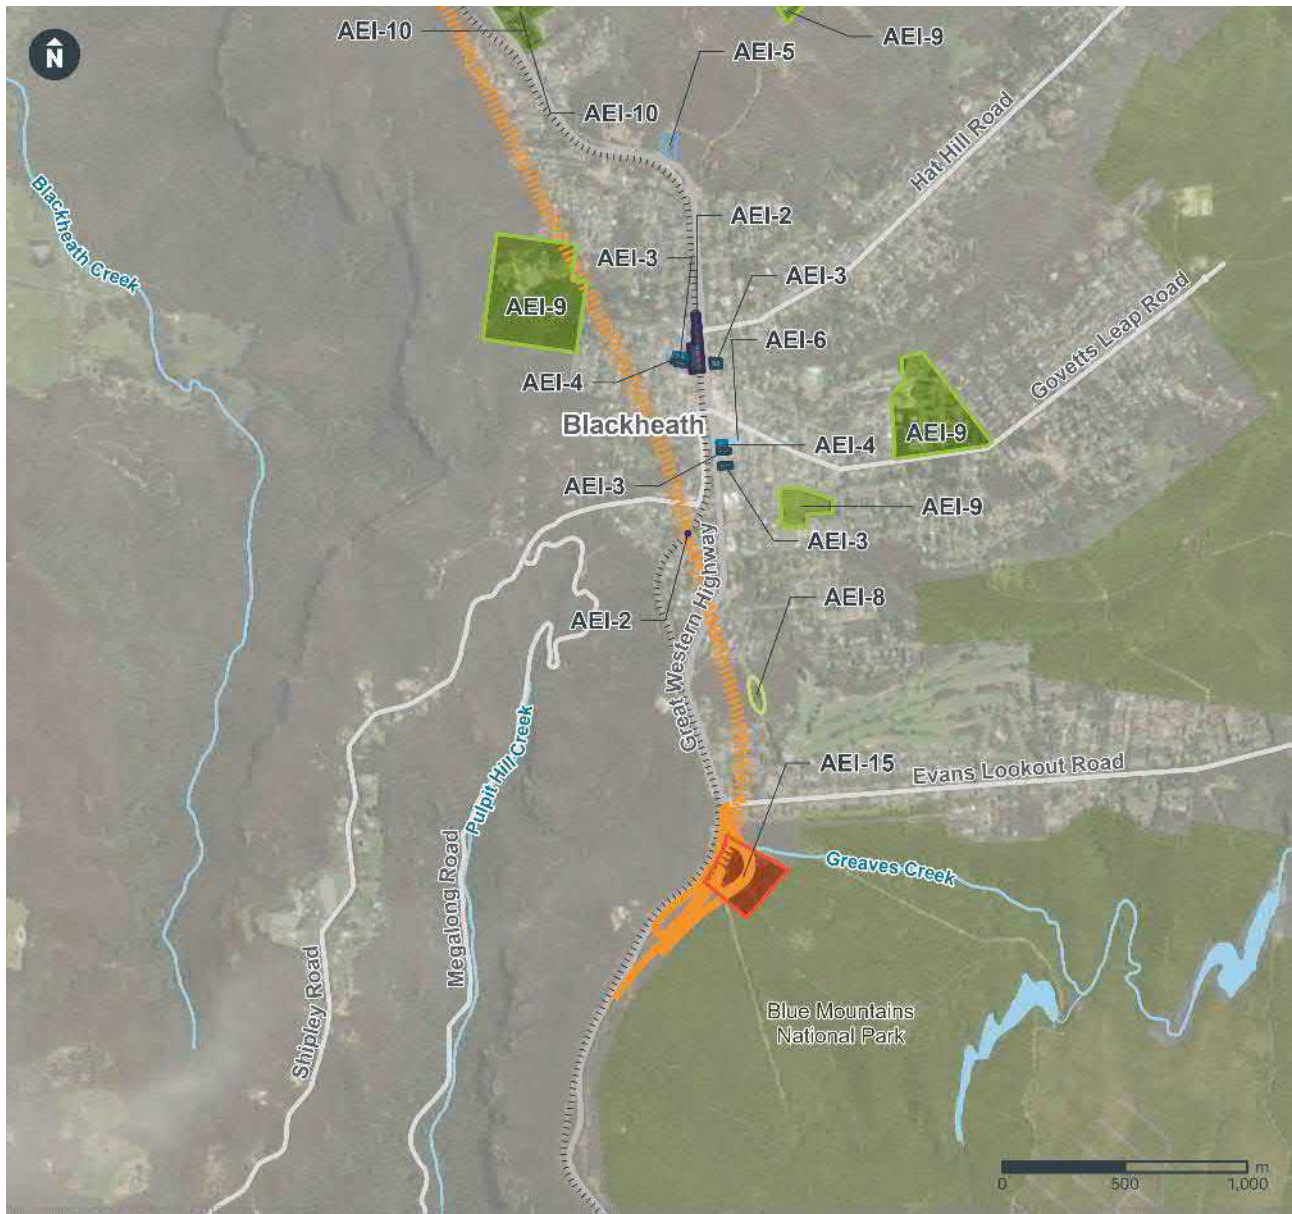 N
AEI-10
AEI-9
AEI-5
AEI-10
Hat Hill Road
Blackheath Creek
AEI-2
AEI-3
AEI-3
AEI-9
AEI-6
Govetts Leap Road
AEI-4
Blackheath
AEI-9
AEI-4
AEI-3
AEI-9
AEI-3
Great Western Highway
AEI-8
AEI-2
Pulpit Hill Creek
AEI-15
Evans Lookout Road
Greaves Creek
Megalong Road
Shipley Road
Blue Mountains
National Park
m
0
500
1,000